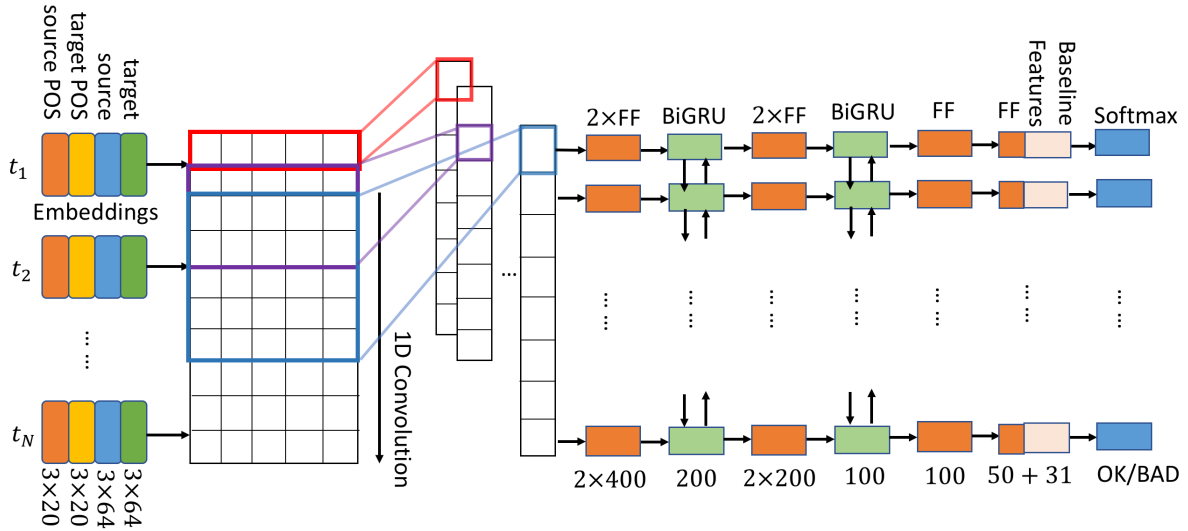 source POS
target POS
source
target
t₁
Embeddings
t₂
... ...
t_N
3×20
3×20
3×64
3×64
1D Convolution
...
2×FF
BiGRU
2×FF
BiGRU
FF
FF
Baseline
Features
Softmax
... ...
... ...
... ...
... ...
... ...
... ...
... ...
2×400
200
2×200
100
100
50 + 31
OK/BAD